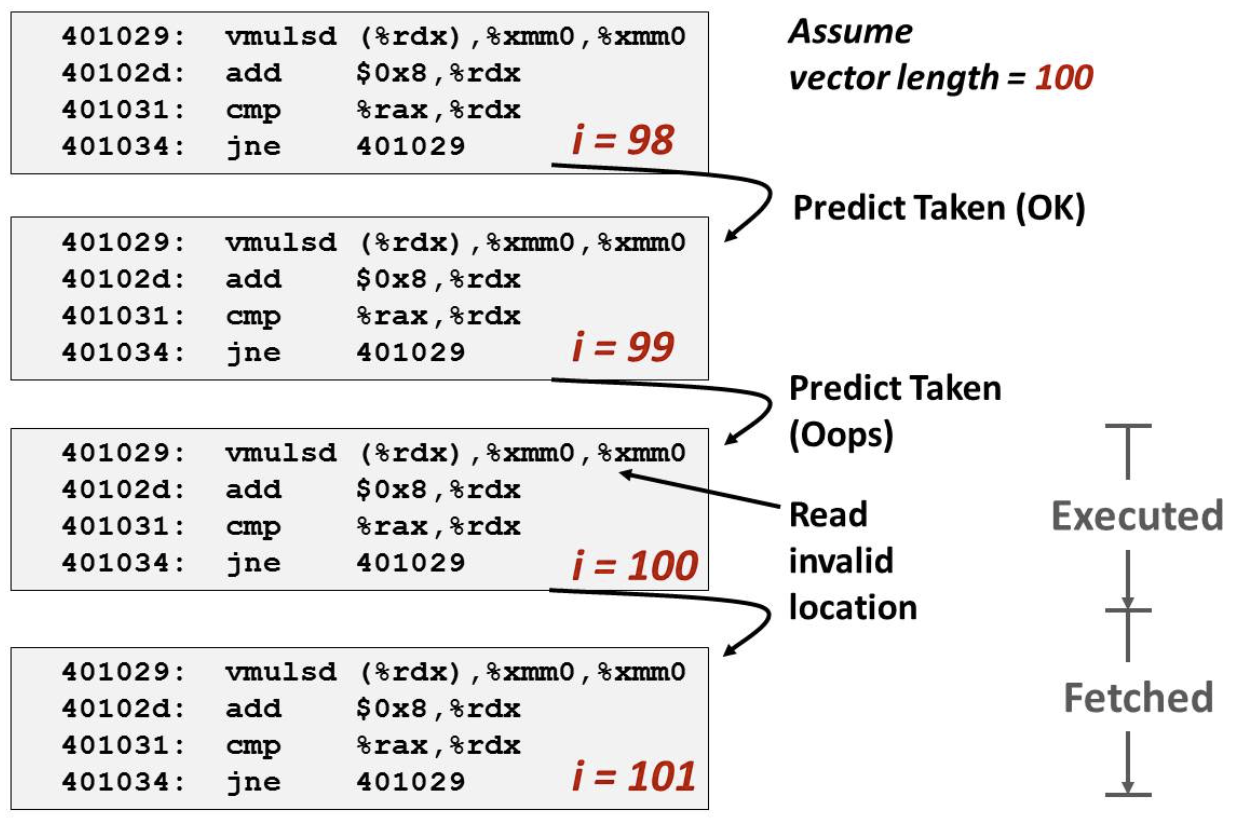 401029: vmulsd (%rdx),%xmm0,%xmm0
40102d: add $0x8,%rdx
401031: cmp %rax,%rdx
401034: jne 401029
i = 98
Assume
vector length = 100
Predict Taken (OK)
401029: vmulsd (%rdx),%xmm0,%xmm0
40102d: add $0x8,%rdx
401031: cmp %rax,%rdx
401034: jne 401029
i = 99
Predict Taken
(Oops)
401029: vmulsd (%rdx),%xmm0,%xmm0
40102d: add $0x8,%rdx
401031: cmp %rax,%rdx
401034: jne 401029
i = 100
Read
invalid
location
Executed
401029: vmulsd (%rdx),%xmm0,%xmm0
40102d: add $0x8,%rdx
401031: cmp %rax,%rdx
401034: jne 401029
i = 101
Fetched